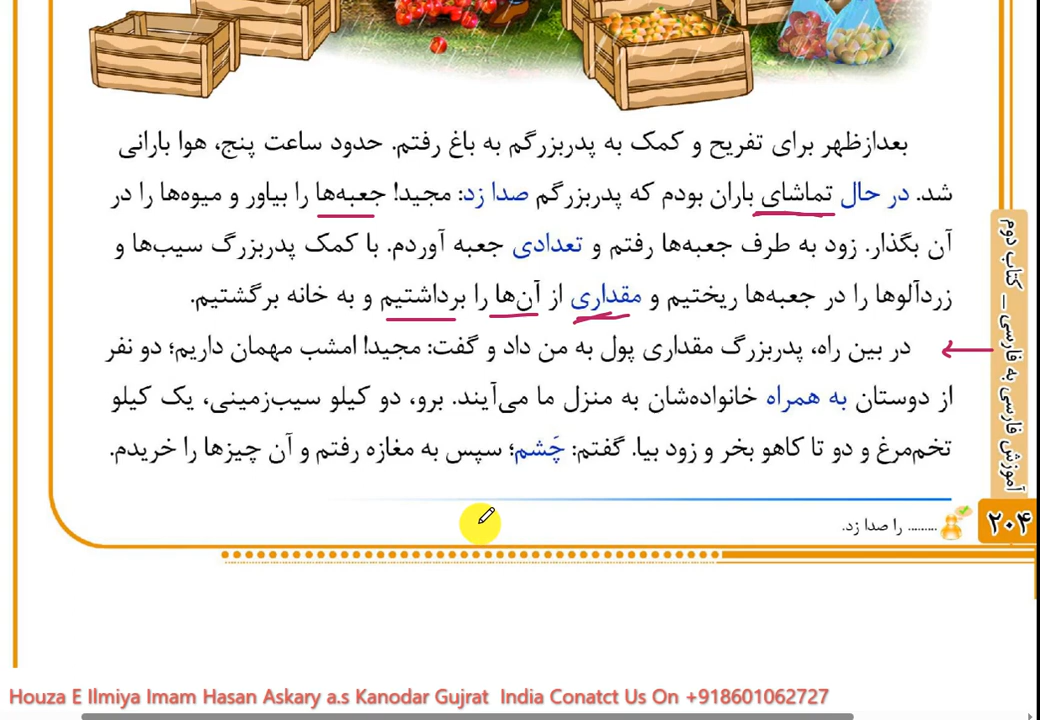 بعدازظهر برای تفریح و کمک به پدربزرگم به باغ رفتم. حدود ساعت پنج، هوا بارانی
شد. در حال تماشای باران بودم که پدربزرگم صدا زد: مجید! جعبه‌ها را بیاور و میوه‌ها را در
آن بگذار. زود به طرف جعبه‌ها رفتم و تعدادی جعبه آوردم. با کمک پدربزرگ سیب‌ها و
زردآلوها را در جعبه‌ها ریختیم و مقداری از آن‌ها را برداشتیم و به خانه برگشتیم.
در بین راه، پدربزرگ مقداری پول به من داد و گفت: مجید! امشب مهمان داریم؛ دو نفر
از دوستان به همراه خانواده‌شان به منزل ما می‌آیند. برو، دو کیلو سیب‌زمینی، یک کیلو
تخم‌مرغ و دو تا کاهو بخر و زود بیا. گفتم: چَشم؛ سپس به مغازه رفتم و آن چیزها را خریدم.
......... را صدا زد.
آموزش فارسی به فارسی – کتاب دوم
۲۰۴
Houza E Ilmiya Imam Hasan Askary a.s Kanodar Gujrat India Conatct Us On +918601062727